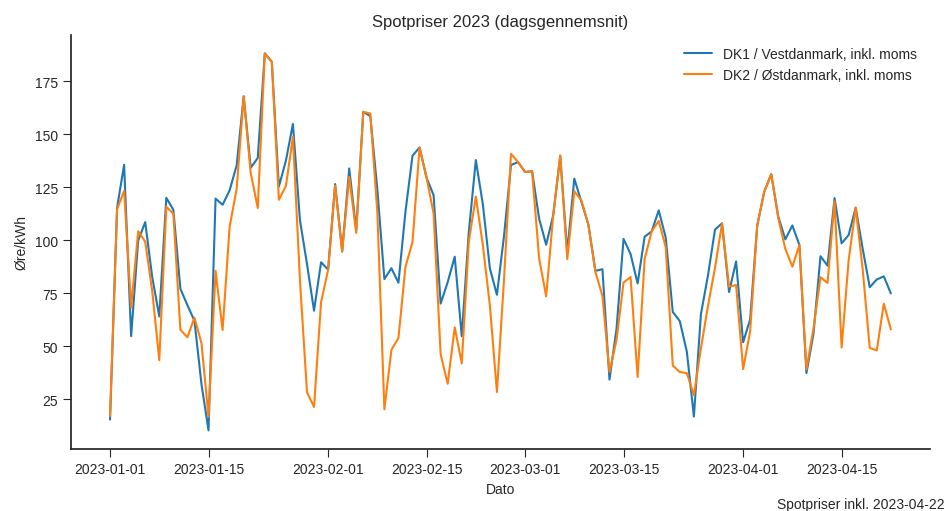 Spotpriser 2023 (dagsgennemsnit)
DK1 / Vestdanmark, inkl. moms
DK2 / Østdanmark, inkl. moms
Øre/kWh
175
150
125
100
75
50
25
2023-01-01
2023-01-15
2023-02-01
2023-02-15
2023-03-01
2023-03-15
2023-04-01
2023-04-15
Dato
Spotpriser inkl. 2023-04-22